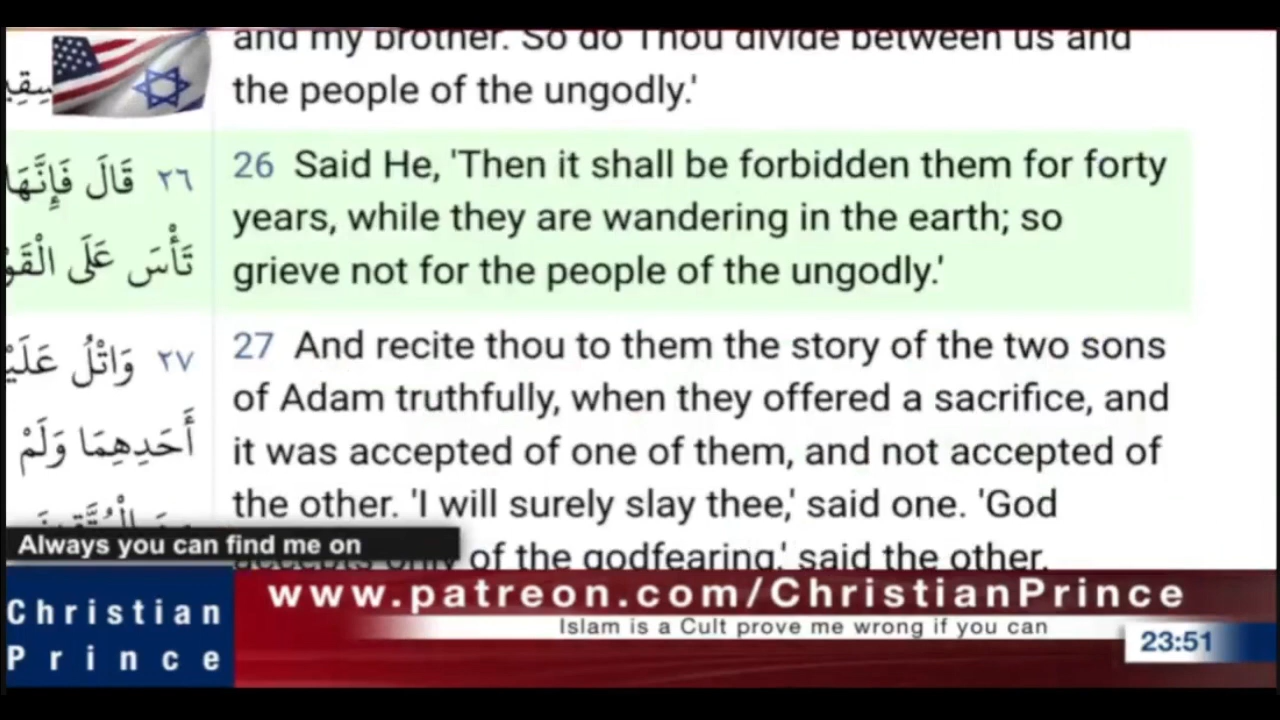 and my brother. So do Thou divide between us and
the people of the ungodly.'
26 Said He, 'Then it shall be forbidden them for forty
years, while they are wandering in the earth; so
grieve not for the people of the ungodly.'
٢٦ قَالَ فَإِنَّهَا
تَأْسَ عَلَى الْقَوْ
27 And recite thou to them the story of the two sons
of Adam truthfully, when they offered a sacrifice, and
it was accepted of one of them, and not accepted of
the other. 'I will surely slay thee,' said one. 'God
accepts only of the godfearing,' said the other.
٢٧ وَاتْلُ عَلَيْ
أَحَدِهِمَا وَلَمْ
Always you can find me on
www.patreon.com/ChristianPrince
Islam is a Cult prove me wrong if you can
Christian
Prince
23:51